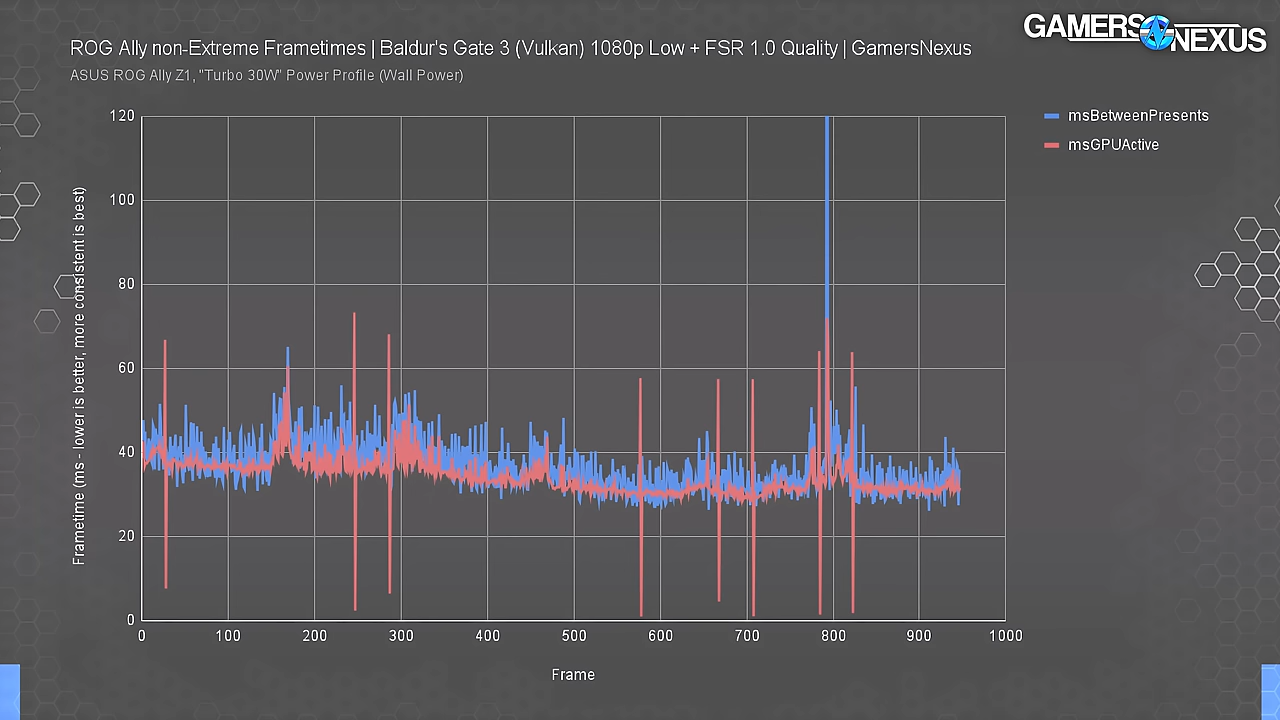 ROG Ally non-Extreme Frametimes | Baldur's Gate 3 (Vulkan) 1080p Low + FSR 1.0 Quality | GamersNexus
ASUS ROG Ally Z1, "Turbo 30W" Power Profile (Wall Power)
GAMERS
NEXUS
msBetweenPresents
msGPUActive
Frametime (ms - lower is better, more consistent is best)
120
100
80
60
40
20
0
0 100 200 300 400 500 600 700 800 900 1000
Frame